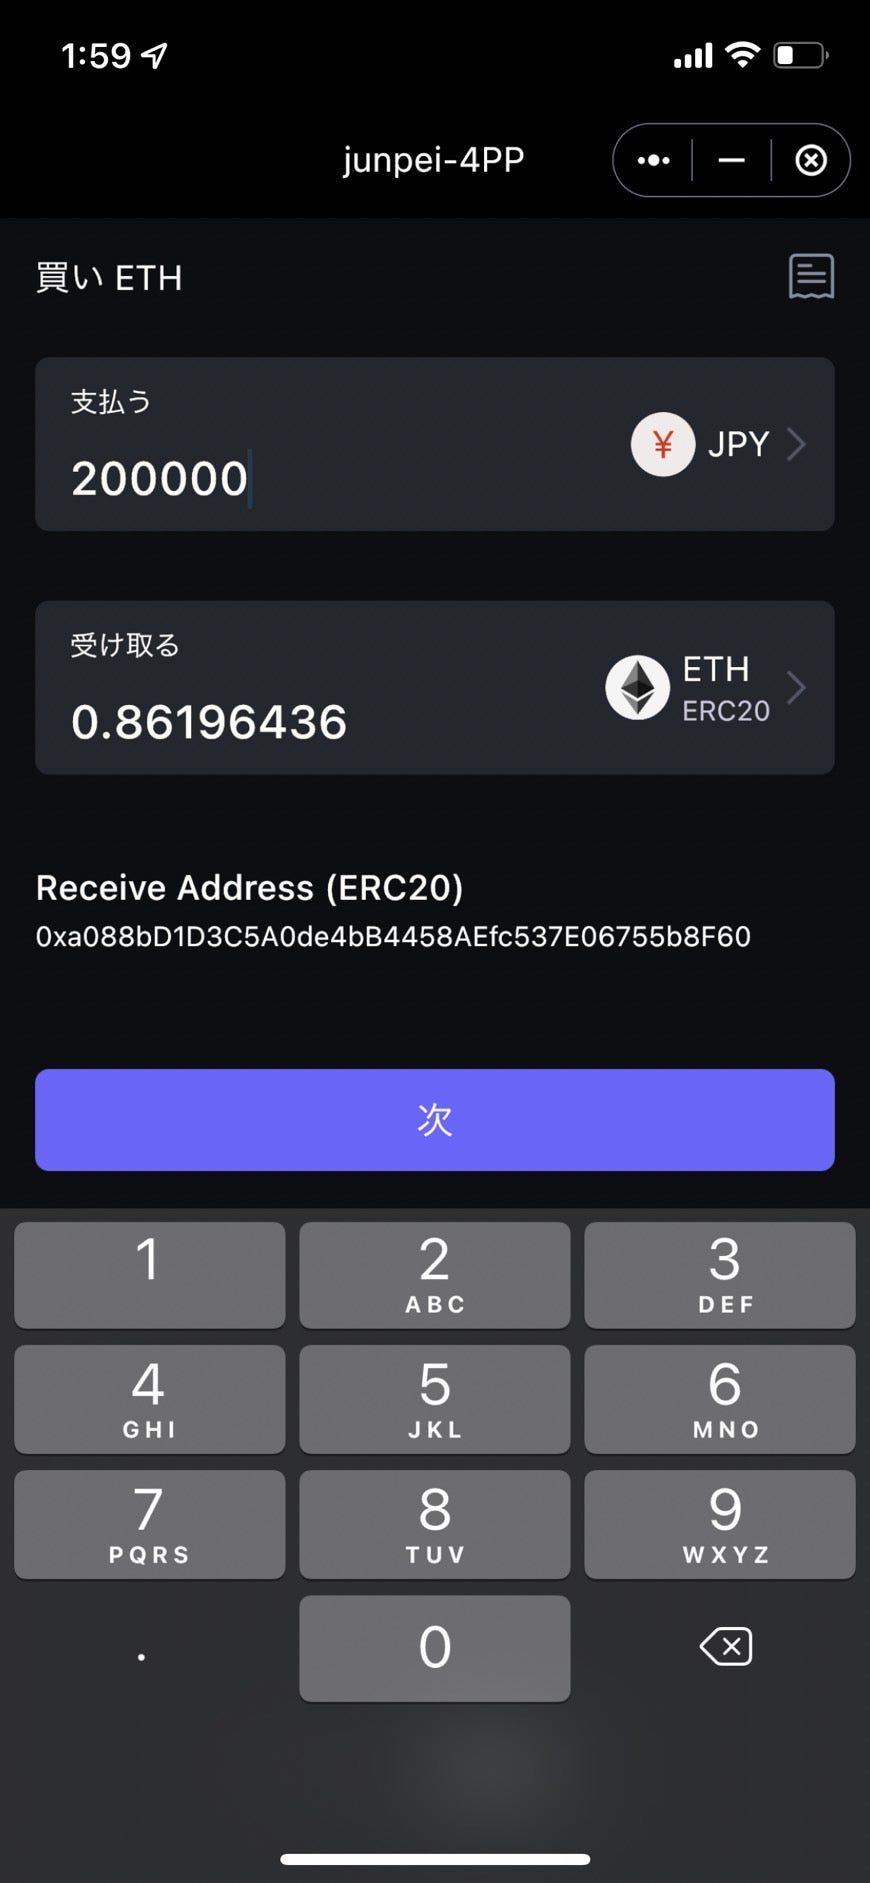 1:59
junpei-4PP
買い ETH
支払う
200000
¥ JPY
受け取る
0.86196436
ETH
ERC20
Receive Address (ERC20)
0xa088bD1D3C5A0de4bB4458AEfc537E06755b8F60
次
1
2
ABC
3
DEF
4
GHI
5
JKL
6
MNO
7
PQRS
8
TUV
9
WXYZ
.
0